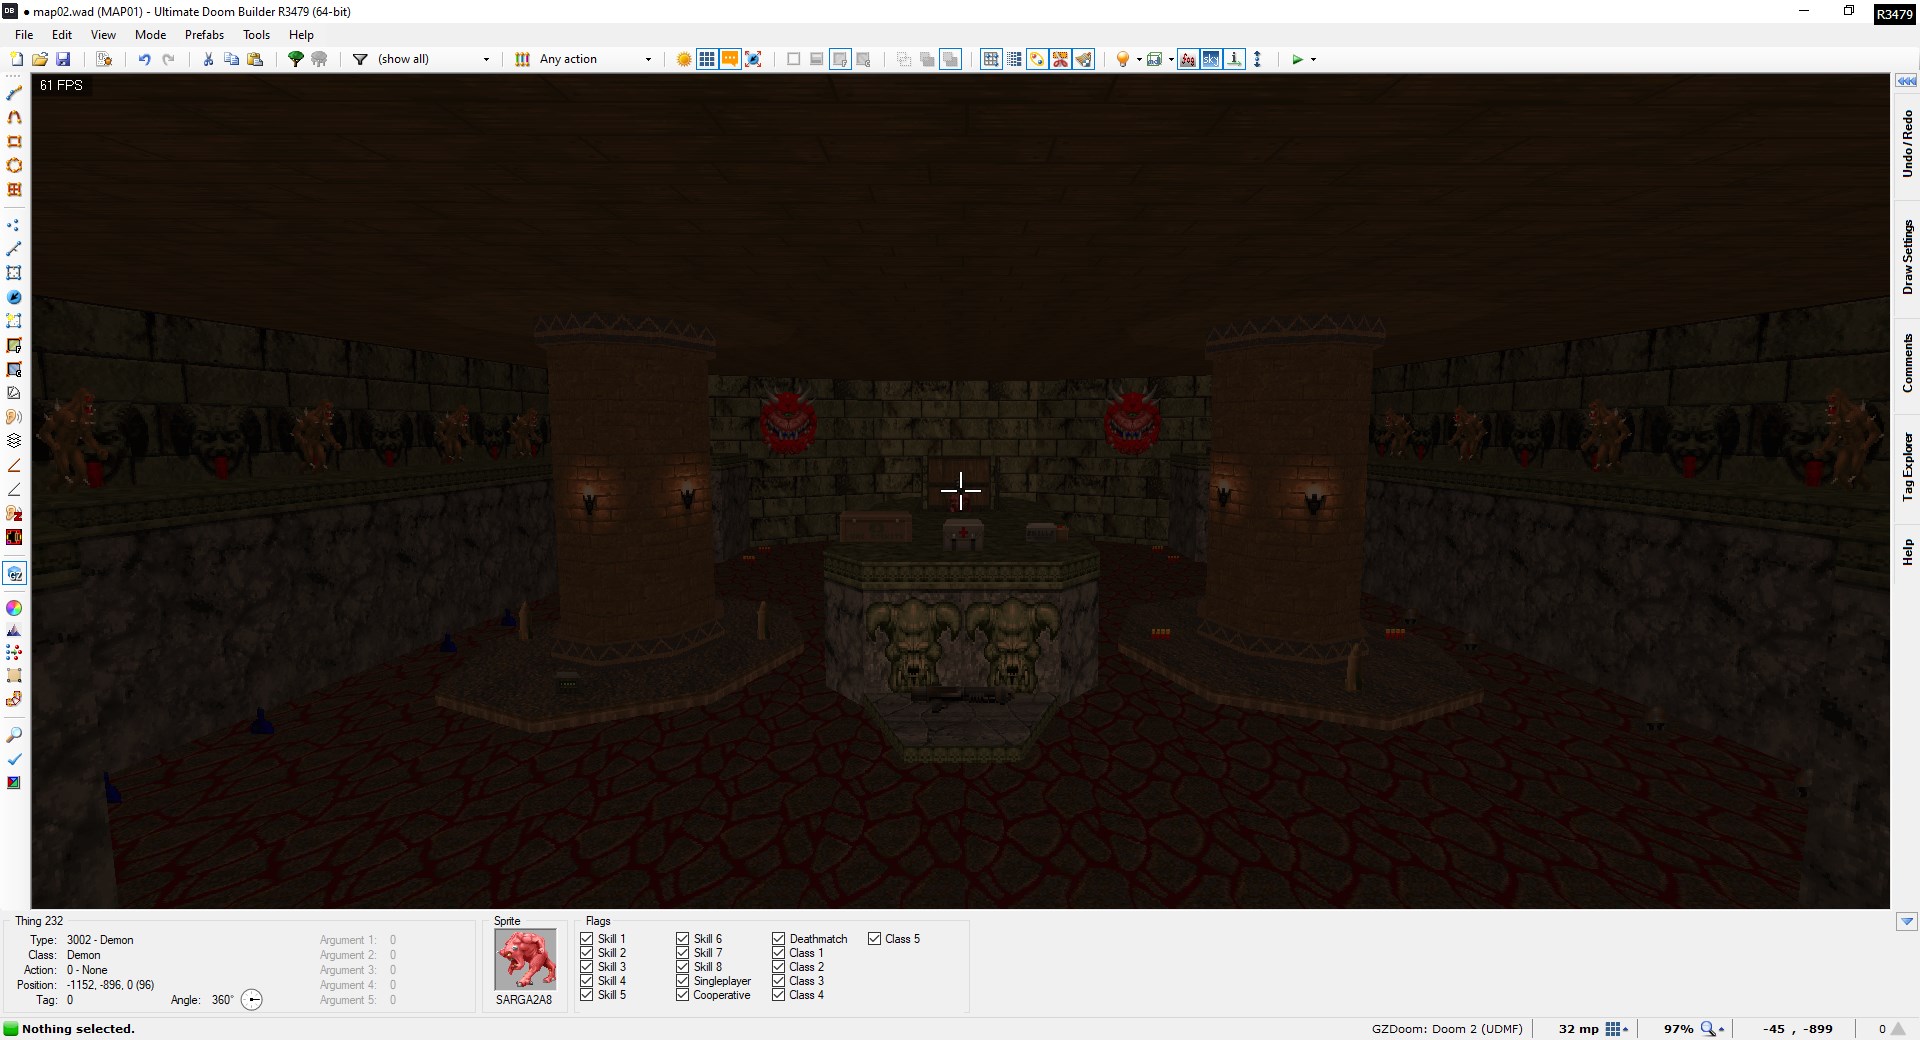 map02.wad (MAP01) - Ultimate Doom Builder R3479 (64-bit)
R3479
File Edit View Mode Prefabs Tools Help
(show all) Any action
61 FPS
Undo / Redo
Draw Settings
Comments
Tag Explorer
Help
Thing 232
Type: 3002 - Demon
Class: Demon
Action: 0 - None
Position: -1152, -896, 0 (96)
Tag: 0
Angle: 360°
Argument 1: 0
Argument 2: 0
Argument 3: 0
Argument 4: 0
Argument 5: 0
Sprite
SARGA2A8
Flags
Skill 1
Skill 2
Skill 3
Skill 4
Skill 5
Skill 6
Skill 7
Skill 8
Singleplayer
Cooperative
Deathmatch
Class 1
Class 2
Class 3
Class 4
Class 5
Nothing selected.
GZDoom: Doom 2 (UDMF) 32 mp 97% -45 , -899 0